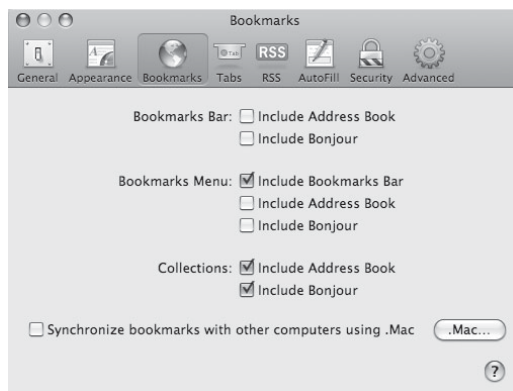 Bookmarks
General Appearance Bookmarks Tabs RSS AutoFill Security Advanced
RSS
Bookmarks Bar: Include Address Book
Include Bonjour
Bookmarks Menu: Include Bookmarks Bar
Include Address Book
Include Bonjour
Collections: Include Address Book
Include Bonjour
Synchronize bookmarks with other computers using .Mac .Mac...
?